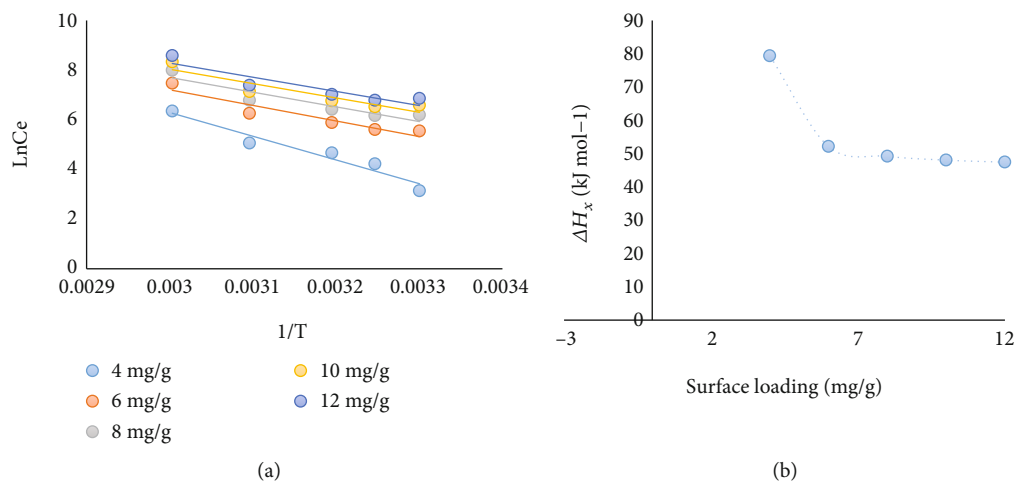 10
8
6
4
2
0
LnCe
0.0029
0.003
0.0031
0.0032
0.0033
0.0034
1/T
4 mg/g
6 mg/g
8 mg/g
10 mg/g
12 mg/g
(a)
90
80
70
60
50
40
30
20
10
0
ΔHₓ (kJ mol–1)
–3
2
7
12
Surface loading (mg/g)
(b)